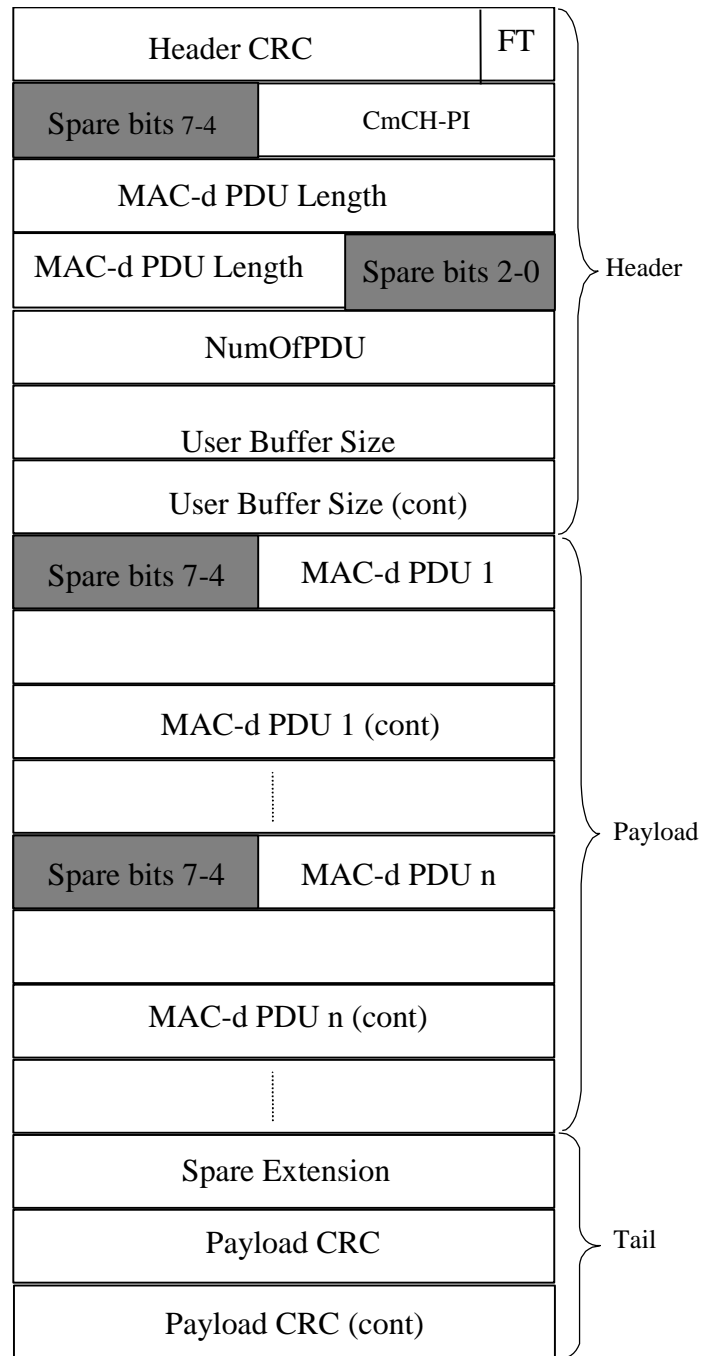 Header CRC FT
Spare bits 7-4 CmCH-PI
MAC-d PDU Length
MAC-d PDU Length Spare bits 2-0
Header
NumOfPDU
User Buffer Size
User Buffer Size (cont)
Spare bits 7-4 MAC-d PDU 1
MAC-d PDU 1 (cont)
Payload
Spare bits 7-4 MAC-d PDU n
MAC-d PDU n (cont)
Spare Extension
Payload CRC
Tail
Payload CRC (cont)